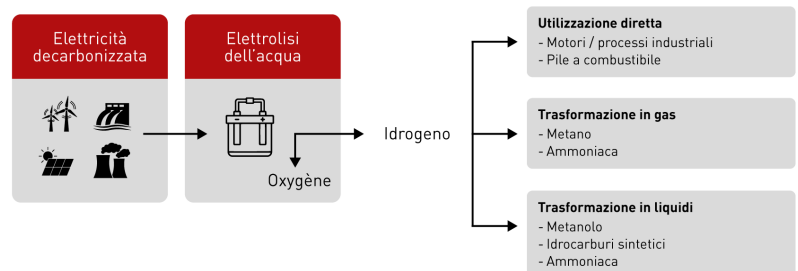 Elettricità
decarbonizzata
Elettrolisi
dell'acqua
- +
Oxygène
Idrogeno
Utilizzazione diretta
- Motori / processi industriali
- Pile a combustibile
Trasformazione in gas
- Metano
- Ammoniaca
Trasformazione in liquidi
- Metanolo
- Idrocarburi sintetici
- Ammoniaca